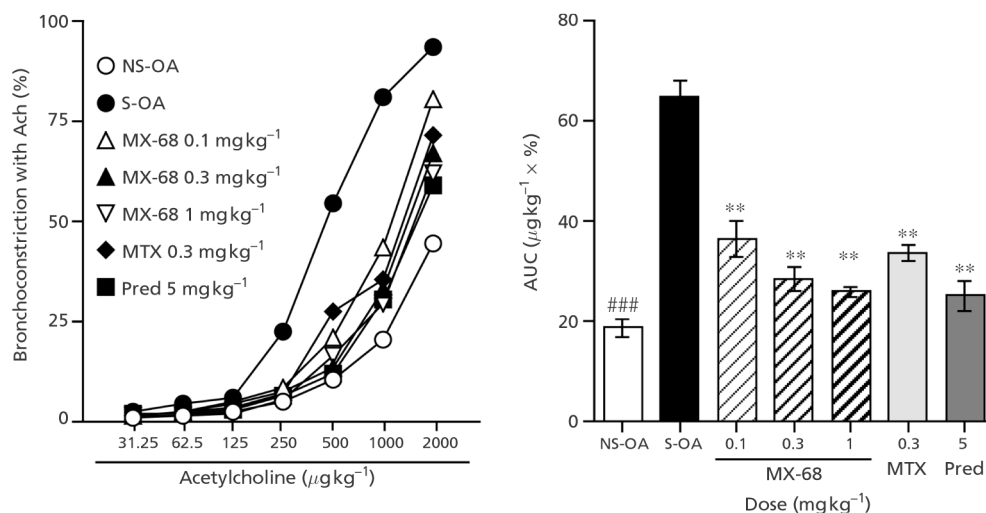 100
75
50
25
0
Bronchoconstriction with Ach (%)
NS-OA
S-OA
MX-68 0.1 mgkg⁻¹
MX-68 0.3 mgkg⁻¹
MX-68 1 mgkg⁻¹
MTX 0.3 mgkg⁻¹
Pred 5 mgkg⁻¹
31.25 62.5 125 250 500 1000 2000
Acetylcholine (μgkg⁻¹)
80
60
40
20
0
AUC (μgkg⁻¹ × %)
###
**
**
**
**
**
NS-OA S-OA 0.1 0.3 1 0.3 5
MX-68 MTX Pred
Dose (mgkg⁻¹)